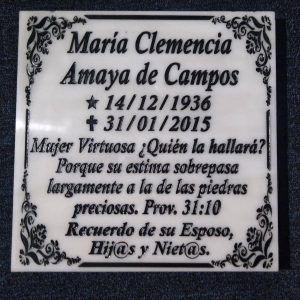 María Clemencia
Amaya de Campos
★ 14/12/1936
✝ 31/01/2015
Mujer Virtuosa ¿Quién la hallará?
Porque su estima sobrepasa
largamente a la de las piedras
preciosas. Prov. 31:10
Recuerdo de su Esposo,
Hij@s y Niet@s.